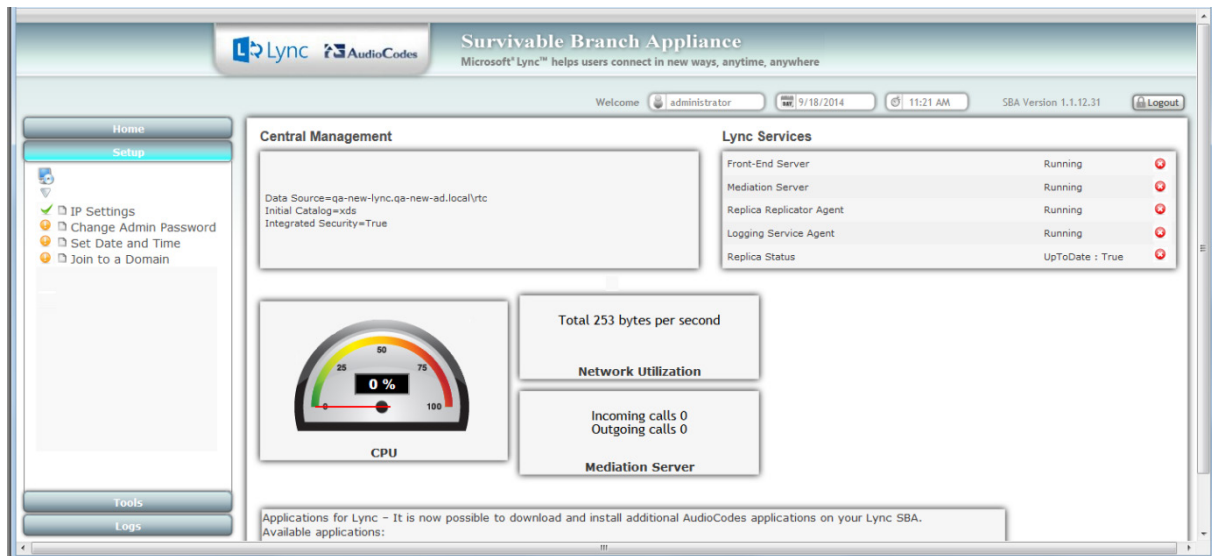 Lync AudioCodes
Survivable Branch Appliance
Microsoft® Lync™ helps users connect in new ways, anytime, anywhere
Welcome administrator 9/18/2014 11:21 AM SBA Version 1.1.12.31 Logout
Home
Setup
IP Settings
Change Admin Password
Set Date and Time
Join to a Domain
Tools
Logs
Central Management
Data Source=qa-new-lync.qa-new-ad.local\rtc
Initial Catalog=xds
Integrated Security=True
Lync Services
Front-End Server Running
Mediation Server Running
Replica Replicator Agent Running
Logging Service Agent Running
Replica Status UpToDate : True
0 25 50 75 100
0 %
CPU
Total 253 bytes per second
Network Utilization
Incoming calls 0
Outgoing calls 0
Mediation Server
Applications for Lync – It is now possible to download and install additional AudioCodes applications on your Lync SBA.
Available applications: